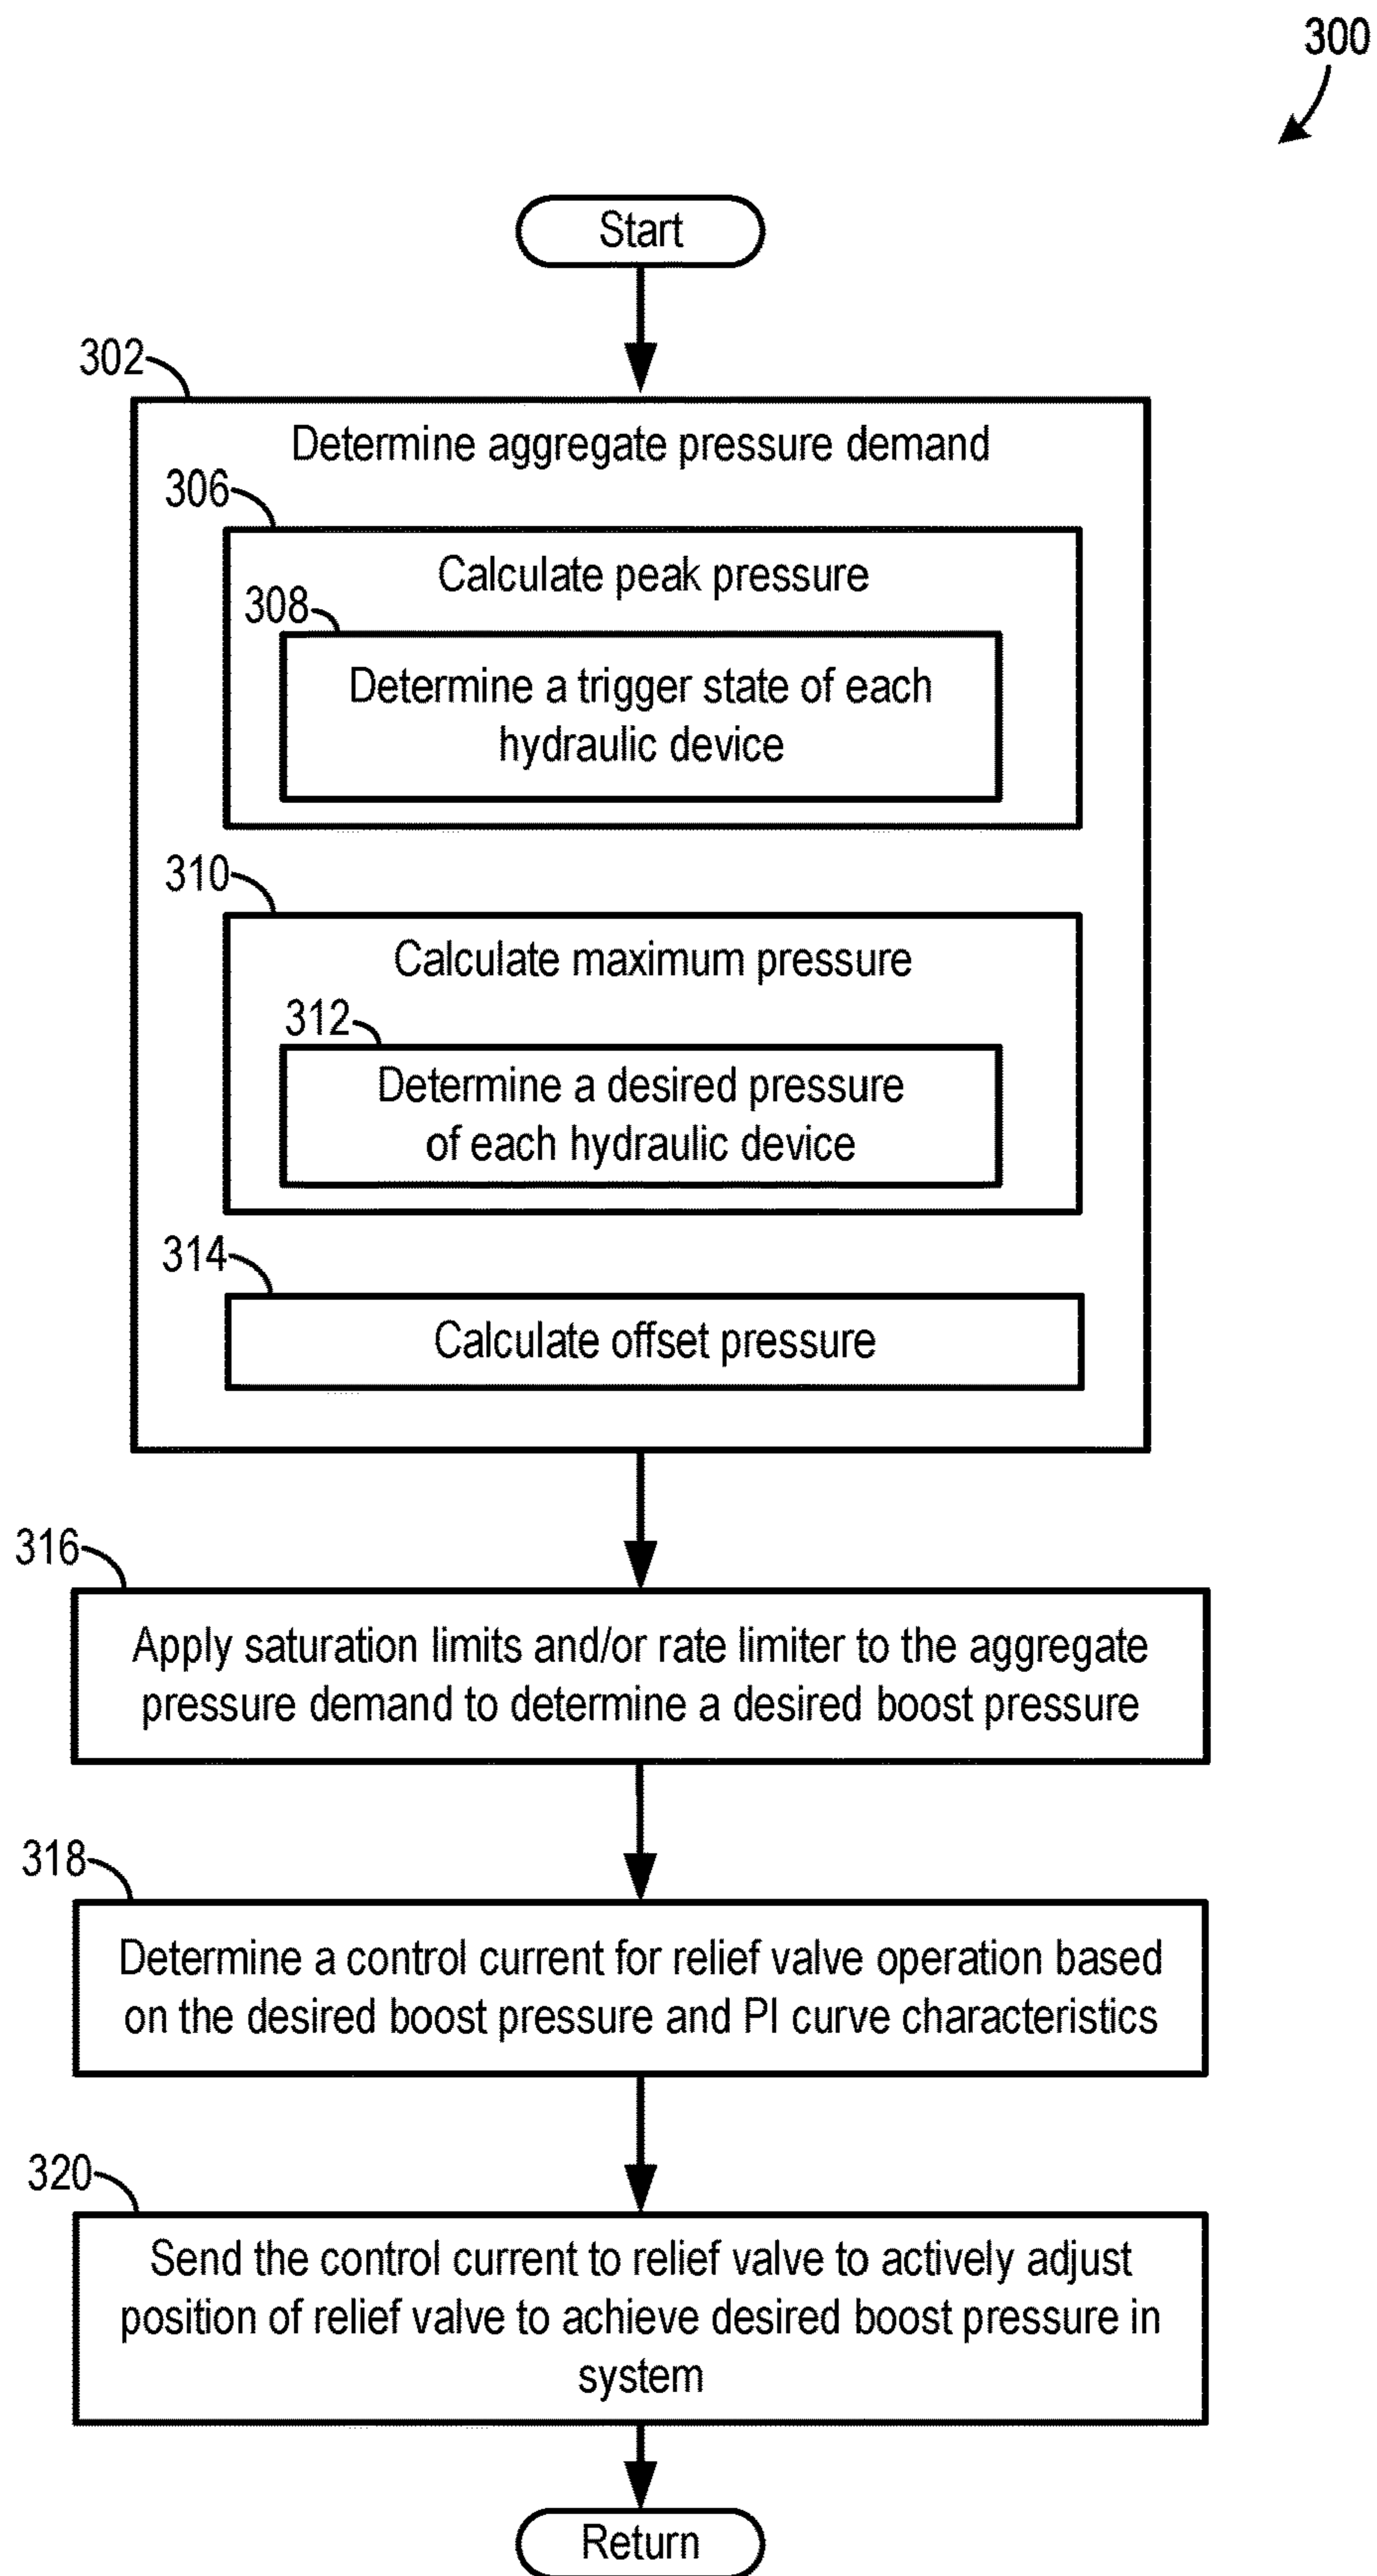 300
Start
302
Determine aggregate pressure demand
306
Calculate peak pressure
308
Determine a trigger state of each
hydraulic device
310
Calculate maximum pressure
312
Determine a desired pressure
of each hydraulic device
314
Calculate offset pressure
316
Apply saturation limits and/or rate limiter to the aggregate
pressure demand to determine a desired boost pressure
318
Determine a control current for relief valve operation based
on the desired boost pressure and PI curve characteristics
320
Send the control current to relief valve to actively adjust
position of relief valve to achieve desired boost pressure in
system
Return